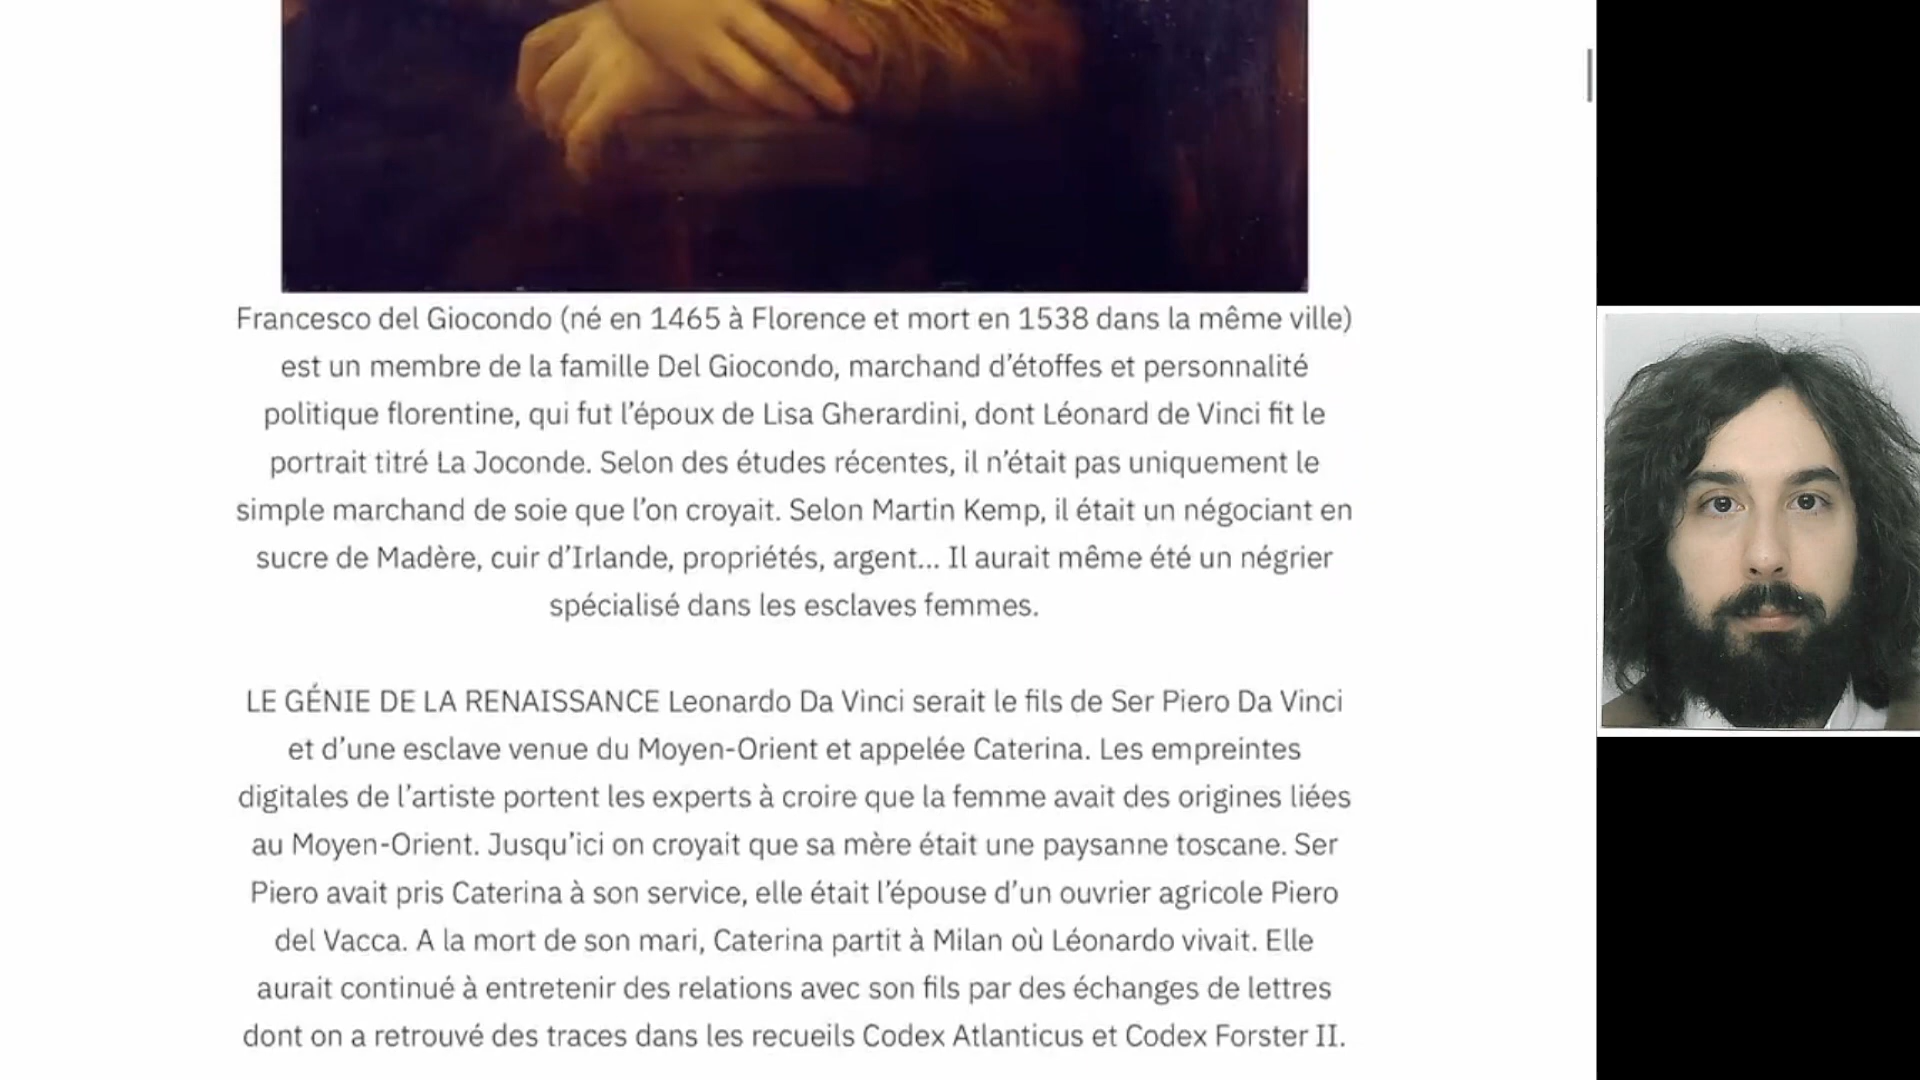 Francesco del Giocondo (né en 1465 à Florence et mort en 1538 dans la même ville)
est un membre de la famille Del Giocondo, marchand d’étoffes et personnalité
politique florentine, qui fut l’époux de Lisa Gherardini, dont Léonard de Vinci fit le
portrait titré La Joconde. Selon des études récentes, il n’était pas uniquement le
simple marchand de soie que l’on croyait. Selon Martin Kemp, il était un négociant en
sucre de Madère, cuir d’Irlande, propriétés, argent... Il aurait même été un négrier
spécialisé dans les esclaves femmes.
LE GÉNIE DE LA RENAISSANCE Leonardo Da Vinci serait le fils de Ser Piero Da Vinci
et d’une esclave venue du Moyen-Orient et appelée Caterina. Les empreintes
digitales de l’artiste portent les experts à croire que la femme avait des origines liées
au Moyen-Orient. Jusqu’ici on croyait que sa mère était une paysanne toscane. Ser
Piero avait pris Caterina à son service, elle était l’épouse d’un ouvrier agricole Piero
del Vacca. A la mort de son mari, Caterina partit à Milan où Léonardo vivait. Elle
aurait continué à entretenir des relations avec son fils par des échanges de lettres
dont on a retrouvé des traces dans les recueils Codex Atlanticus et Codex Forster II.